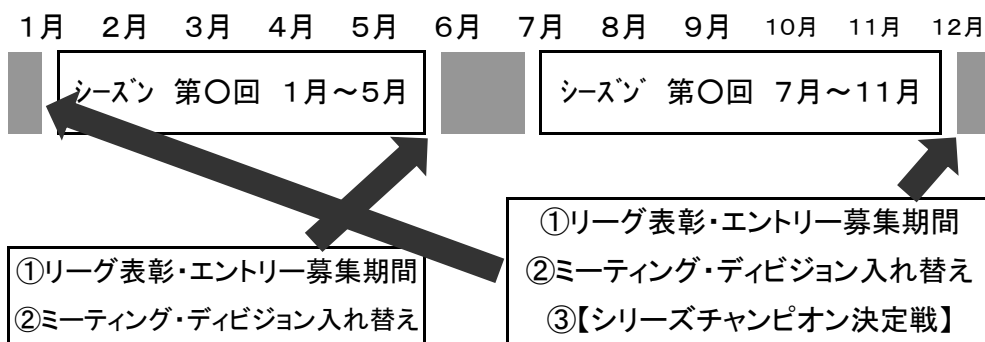 1月 2月 3月 4月 5月 6月 7月 8月 9月 10月 11月 12月
ｼｰｽﾞﾝ 第〇回 1月～5月
ｼｰｽﾞｿﾞ 第〇回 7月～11月
①リーグ表彰・エントリー募集期間
②ミーティング・ディビジョン入れ替え
①リーグ表彰・エントリー募集期間
②ミーティング・ディビジョン入れ替え
③【シリーズチャンピオン決定戦】